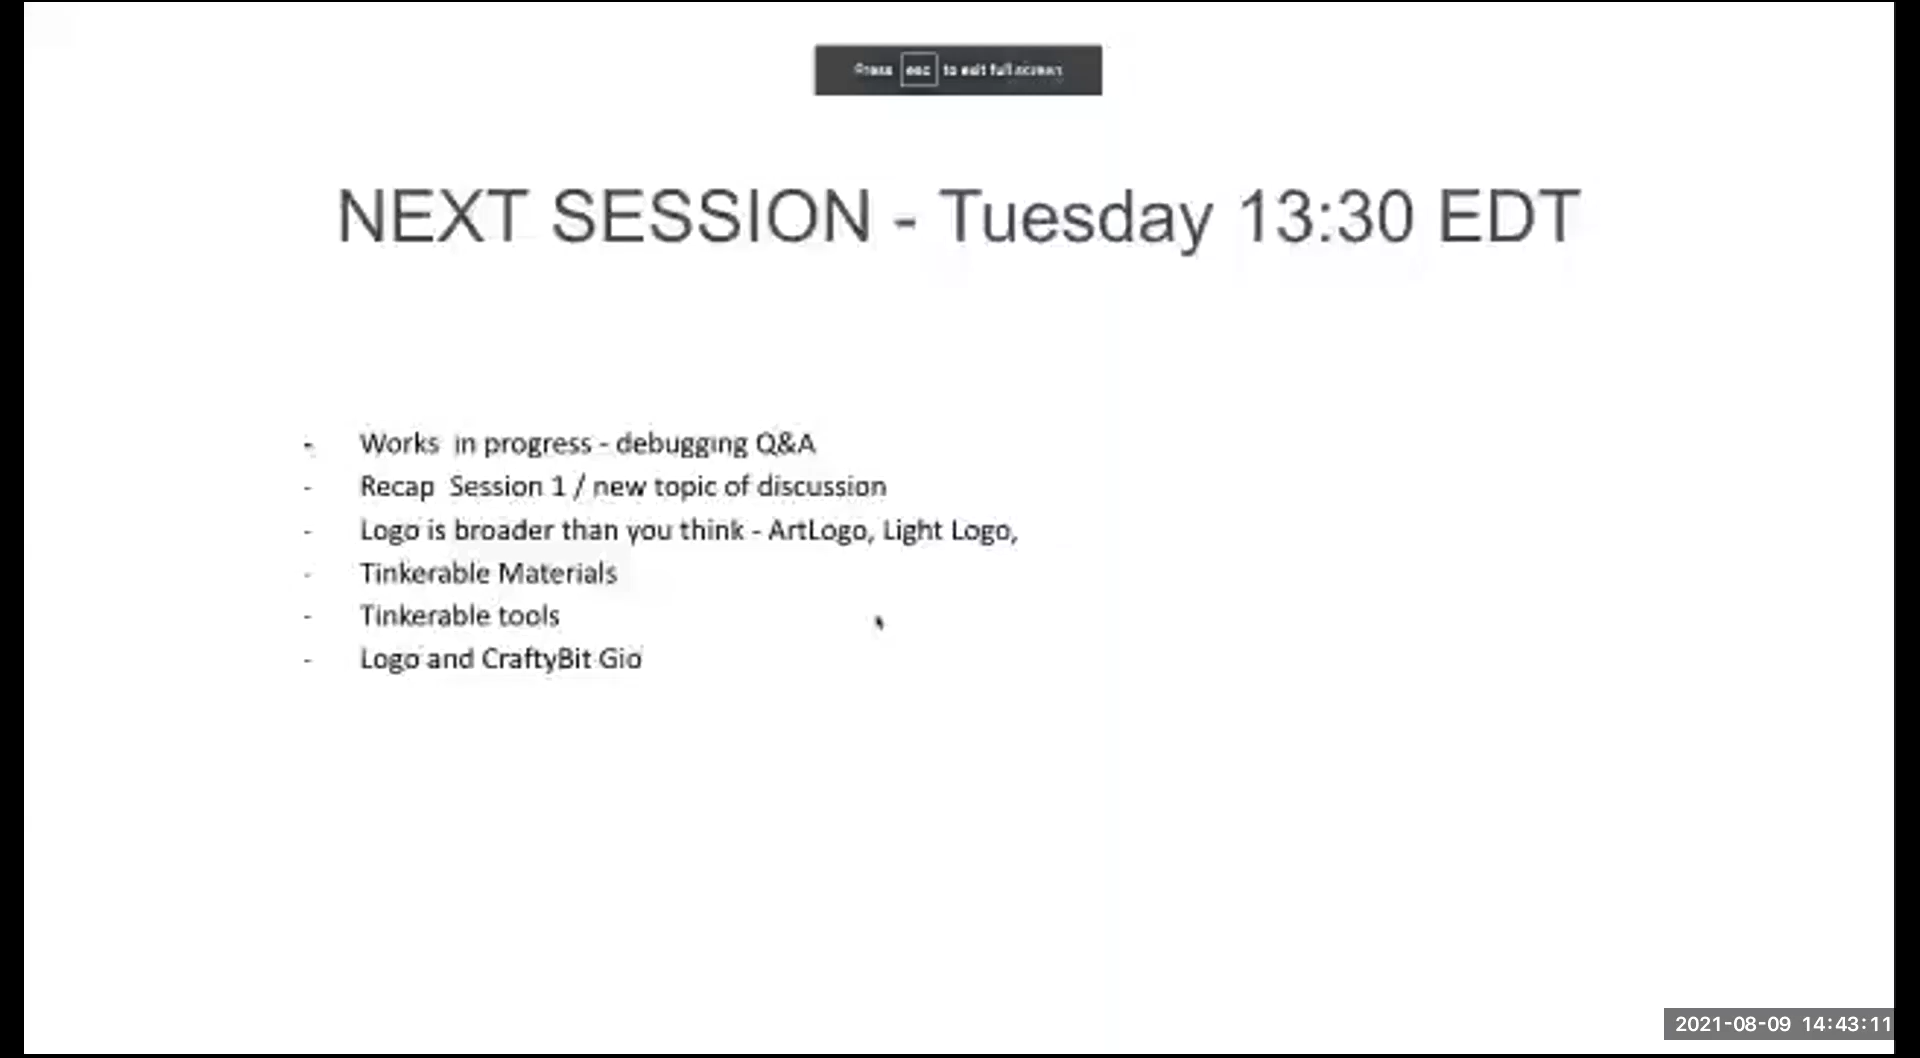 Press esc to exit full screen
NEXT SESSION - Tuesday 13:30 EDT
- Works in progress - debugging Q&A
- Recap Session 1 / new topic of discussion
- Logo is broader than you think - ArtLogo, Light Logo,
- Tinkerable Materials
- Tinkerable tools
- Logo and CraftyBit Gio
2021-08-09 14:43:11